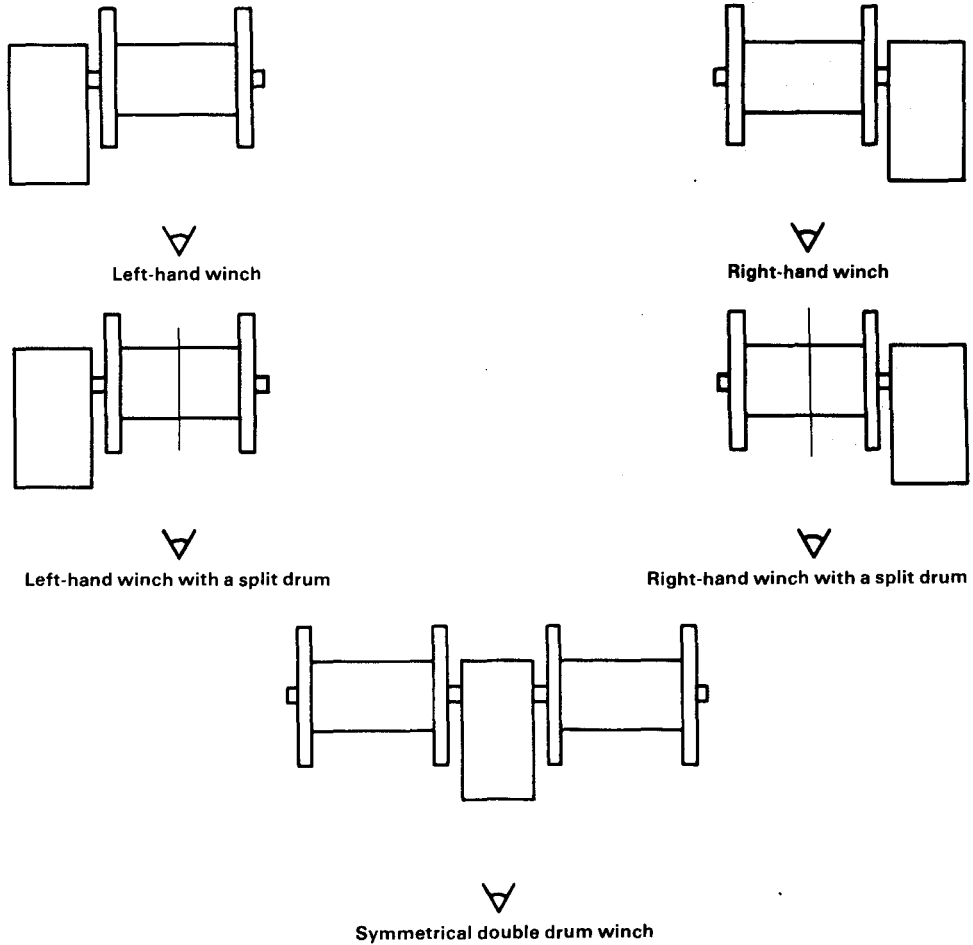 Left-hand winch
Right-hand winch
Left-hand winch with a split drum
Right-hand winch with a split drum
Symmetrical double drum winch